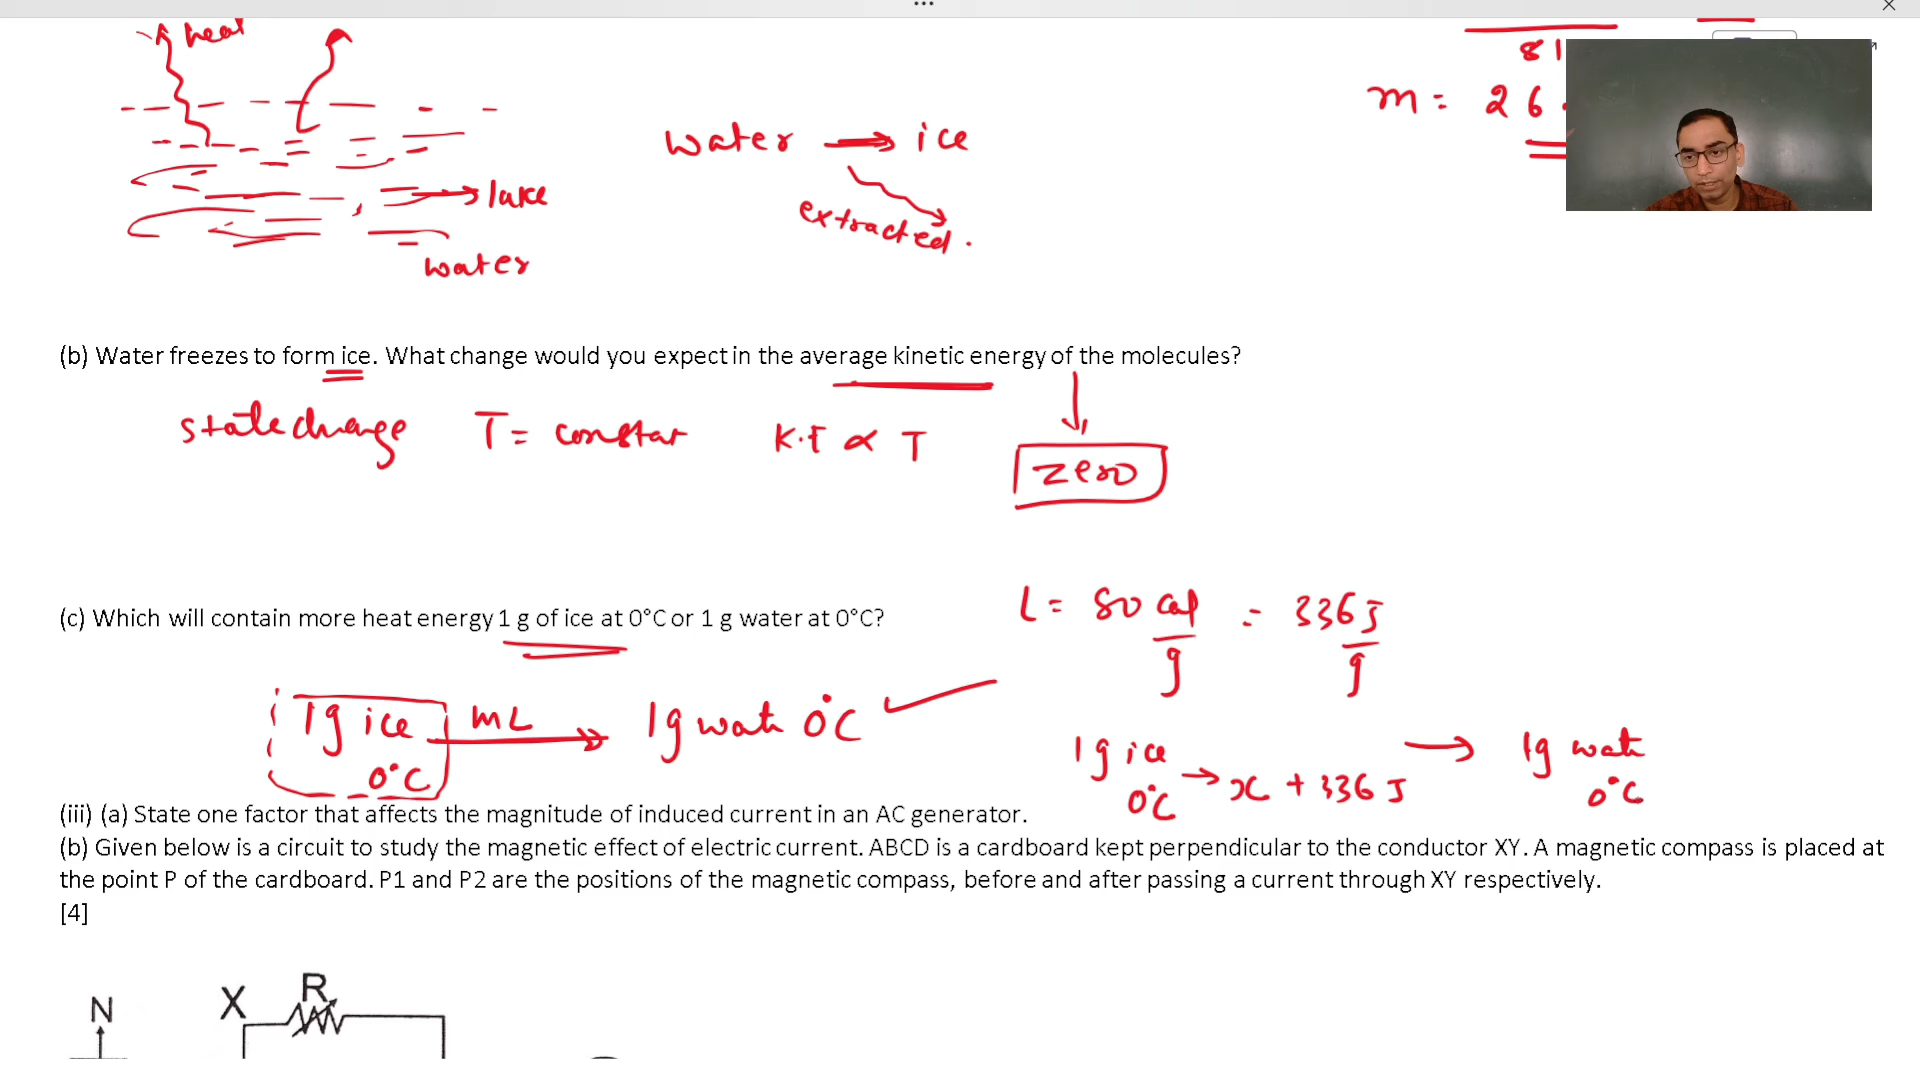 heat
81
m = 26
water → ice
lake
extracted.
water
(b) Water freezes to form ice. What change would you expect in the average kinetic energy of the molecules?
state change T = constar K.E ∝ T
zero
(c) Which will contain more heat energy 1 g of ice at 0°C or 1 g water at 0°C?
L = 80 cal/g = 336 J/g
1g ice 0°C mL → 1g wate 0°C ✓
1g ice 0°C → x + 336 J → 1g wate 0°C
(iii) (a) State one factor that affects the magnitude of induced current in an AC generator.
(b) Given below is a circuit to study the magnetic effect of electric current. ABCD is a cardboard kept perpendicular to the conductor XY. A magnetic compass is placed at
the point P of the cardboard. P1 and P2 are the positions of the magnetic compass, before and after passing a current through XY respectively.
[4]
N X R